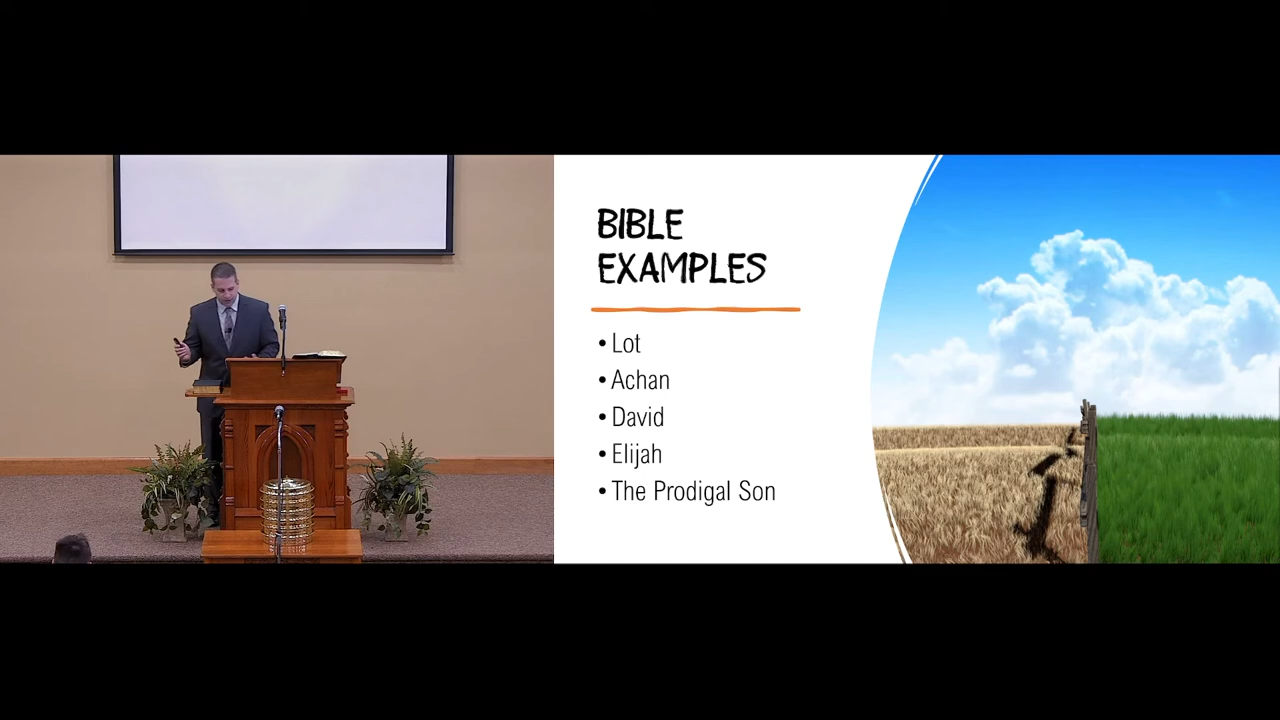 BIBLE
EXAMPLES
• Lot
• Achan
• David
• Elijah
• The Prodigal Son